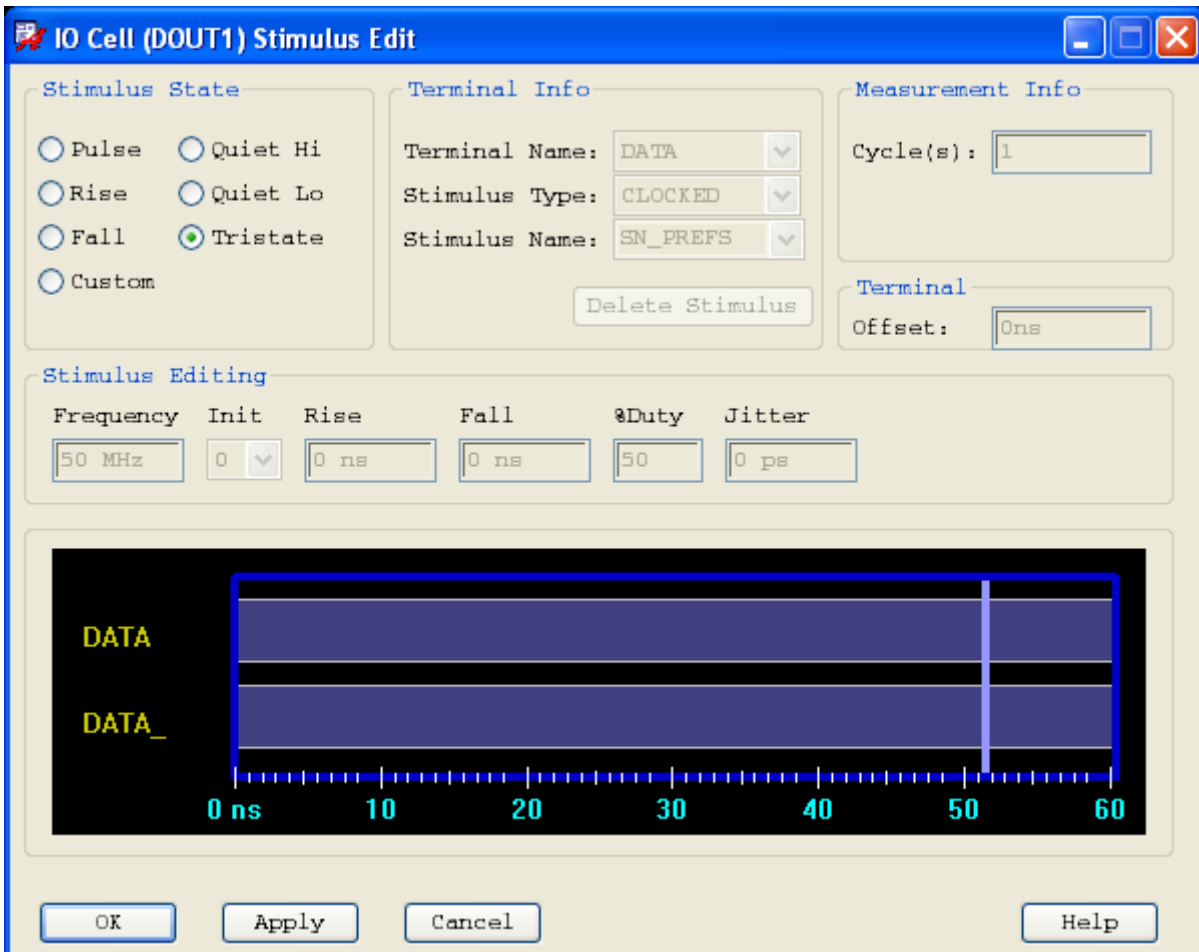 IO Cell (DOUT1) Stimulus Edit
Stimulus State
Pulse
Quiet Hi
Rise
Quiet Lo
Fall
Tristate
Custom
Terminal Info
Terminal Name: DATA
Stimulus Type: CLOCKED
Stimulus Name: SN_PREFS
Delete Stimulus
Measurement Info
Cycle(s): 1
Terminal
Offset: 0ns
Stimulus Editing
Frequency Init Rise Fall %Duty Jitter
50 MHz 0 0 ns 0 ns 50 0 ps
DATA
DATA_
0 ns 10 20 30 40 50 60
OK Apply Cancel Help